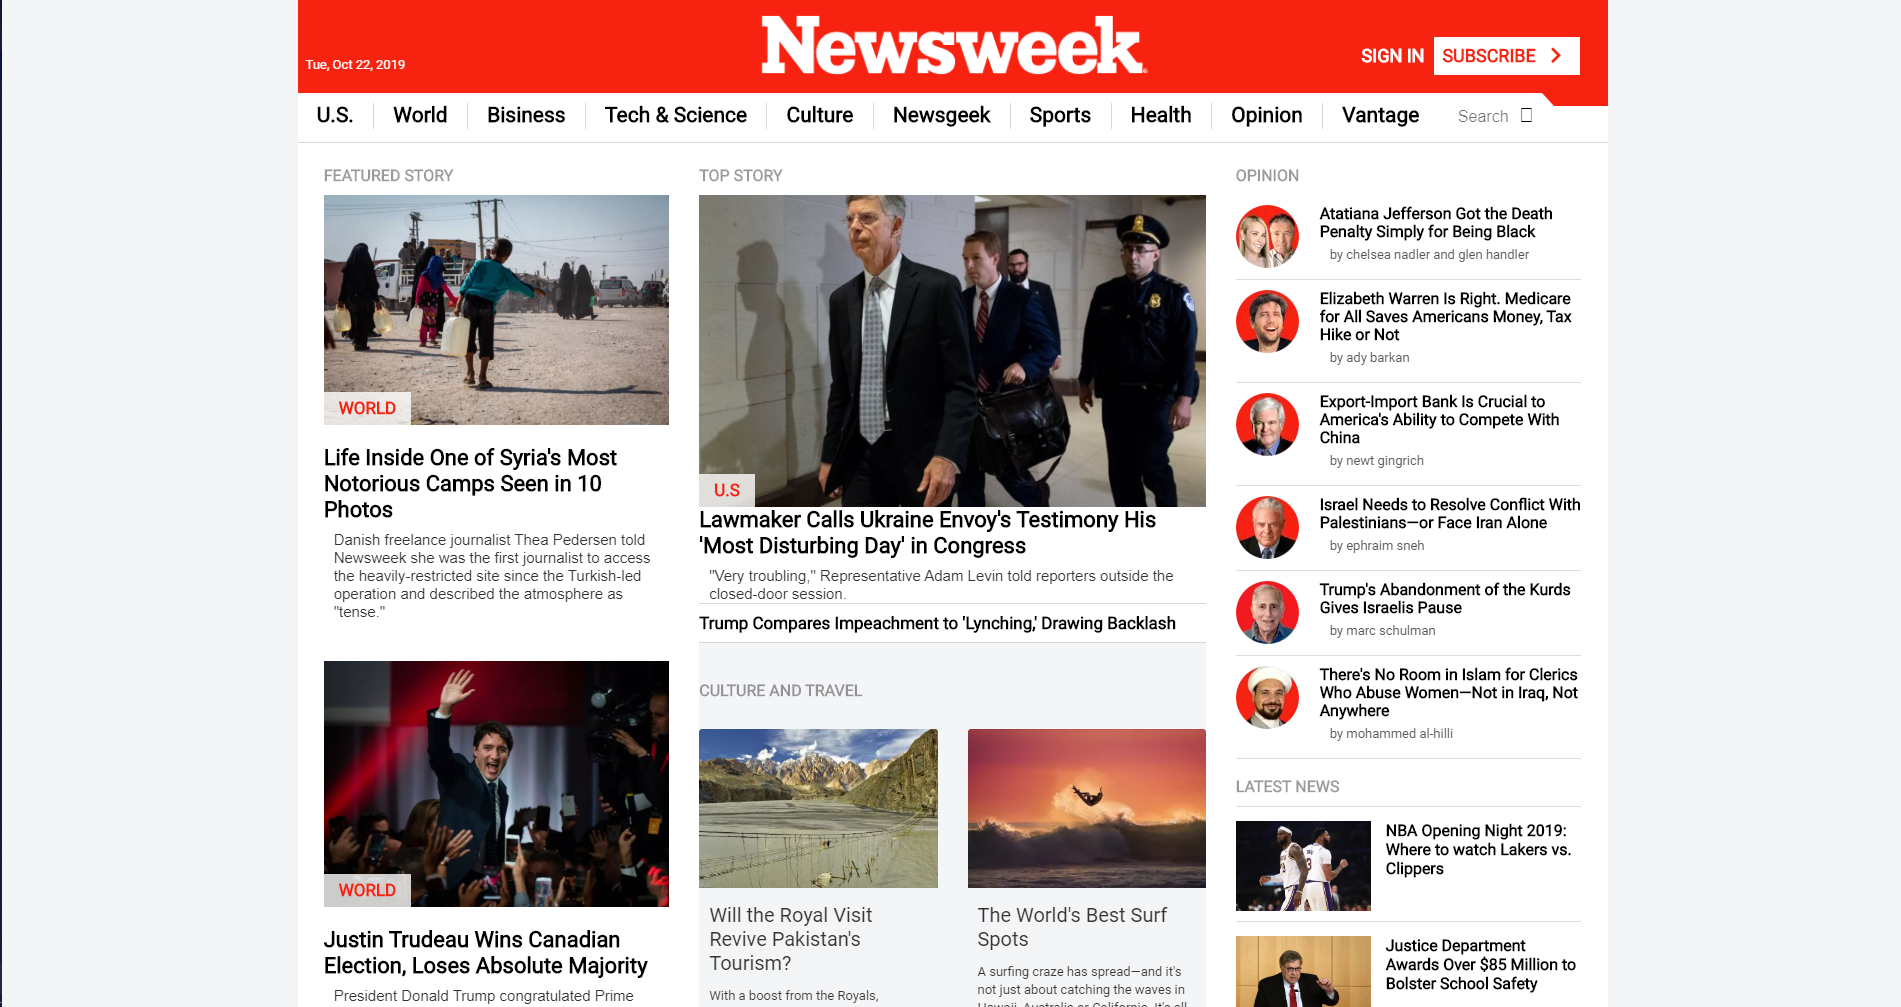 Newsweek
Tue, Oct 22, 2019
SIGN IN
SUBSCRIBE
U.S.
World
Bisiness
Tech & Science
Culture
Newsgeek
Sports
Health
Opinion
Vantage
Search
FEATURED STORY
WORLD
Life Inside One of Syria's Most
Notorious Camps Seen in 10
Photos
Danish freelance journalist Thea Pedersen told
Newsweek she was the first journalist to access
the heavily-restricted site since the Turkish-led
operation and described the atmosphere as
"tense."
WORLD
Justin Trudeau Wins Canadian
Election, Loses Absolute Majority
President Donald Trump congratulated Prime
TOP STORY
U.S
Lawmaker Calls Ukraine Envoy's Testimony His
'Most Disturbing Day' in Congress
"Very troubling," Representative Adam Levin told reporters outside the
closed-door session.
Trump Compares Impeachment to 'Lynching,' Drawing Backlash
CULTURE AND TRAVEL
Will the Royal Visit
Revive Pakistan's
Tourism?
With a boost from the Royals,
The World's Best Surf
Spots
A surfing craze has spread—and it's
not just about catching the waves in
Hawaii, Australia or California. It's all
OPINION
Atatiana Jefferson Got the Death
Penalty Simply for Being Black
by chelsea nadler and glen handler
Elizabeth Warren Is Right. Medicare
for All Saves Americans Money, Tax
Hike or Not
by ady barkan
Export-Import Bank Is Crucial to
America's Ability to Compete With
China
by newt gingrich
Israel Needs to Resolve Conflict With
Palestinians—or Face Iran Alone
by ephraim sneh
Trump's Abandonment of the Kurds
Gives Israelis Pause
by marc schulman
There's No Room in Islam for Clerics
Who Abuse Women—Not in Iraq, Not
Anywhere
by mohammed al-hilli
LATEST NEWS
NBA Opening Night 2019:
Where to watch Lakers vs.
Clippers
Justice Department
Awards Over $85 Million to
Bolster School Safety